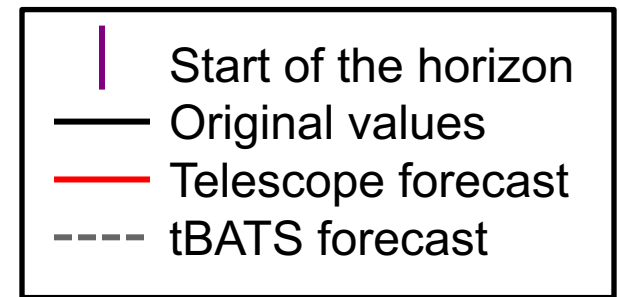 Start of the horizon
Original values
Telescope forecast
tBATS forecast